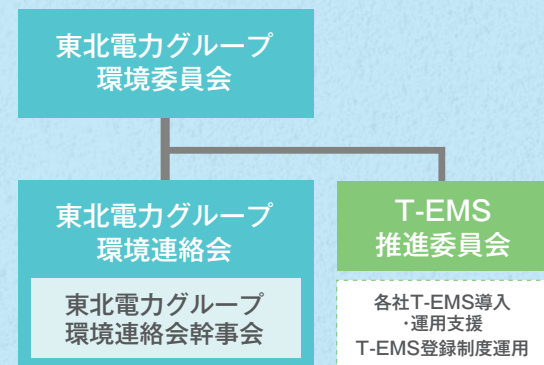 東北電力グループ
環境委員会
東北電力グループ
環境連絡会
東北電力グループ
環境連絡会幹事会
T-EMS
推進委員会
各社T-EMS導入
・運用支援
T-EMS登録制度運用